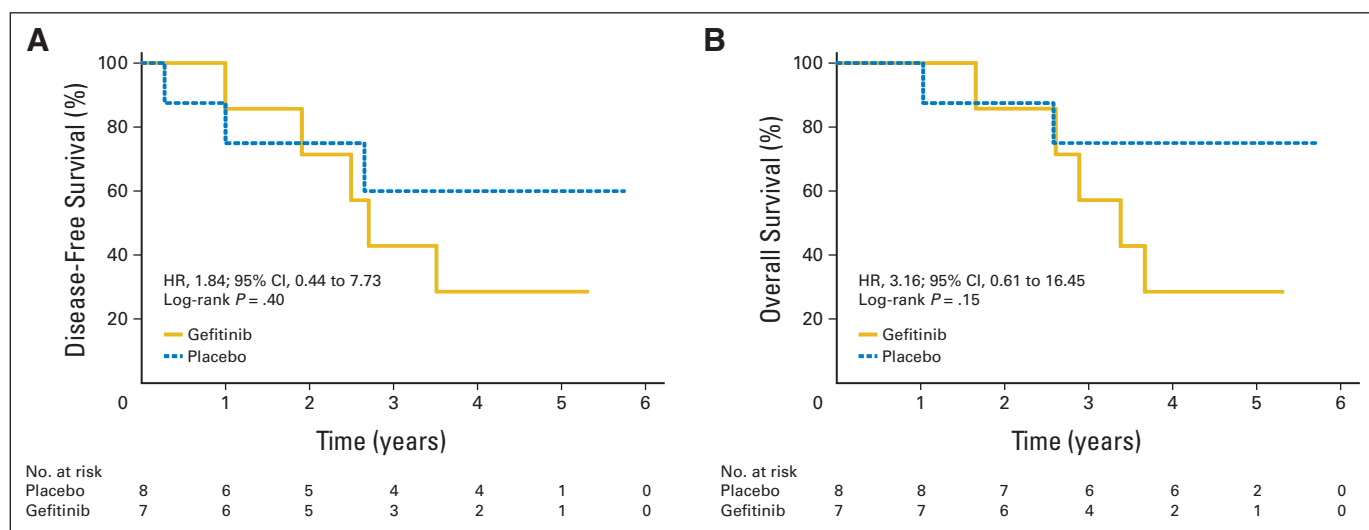 A
Disease-Free Survival (%)
100
80
60
40
20
0
1
2
3
4
5
6
Time (years)
HR, 1.84; 95% CI, 0.44 to 7.73
Log-rank P = .40
Gefitinib
Placebo
No. at risk
Placebo 8 6 5 4 4 1 0
Gefitinib 7 6 5 3 2 1 0
B
Overall Survival (%)
100
80
60
40
20
0
1
2
3
4
5
6
Time (years)
HR, 3.16; 95% CI, 0.61 to 16.45
Log-rank P = .15
Gefitinib
Placebo
No. at risk
Placebo 8 8 7 6 6 2 0
Gefitinib 7 7 6 4 2 1 0